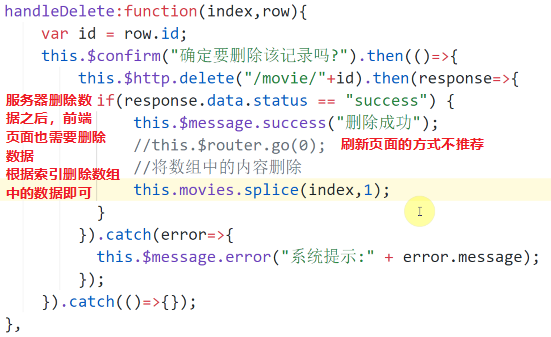 handleDelete:function(index,row){
var id = row.id;
this.$confirm("确定要删除该记录吗?").then(()=>{
this.$http.delete("/movie/"+id).then(response=>{
if(response.data.status == "success") {
this.$message.success("删除成功");
//this.$router.go(0);
刷新页面的方式不推荐
//将数组中的内容删除
this.movies.splice(index,1);
}
}).catch(error=>{
this.$message.error("系统提示:" + error.message);
});
}).catch(()=>{});
},
服务器删除数
据之后，前端
页面也需要删除
数据
根据索引删除数组
中的数据即可